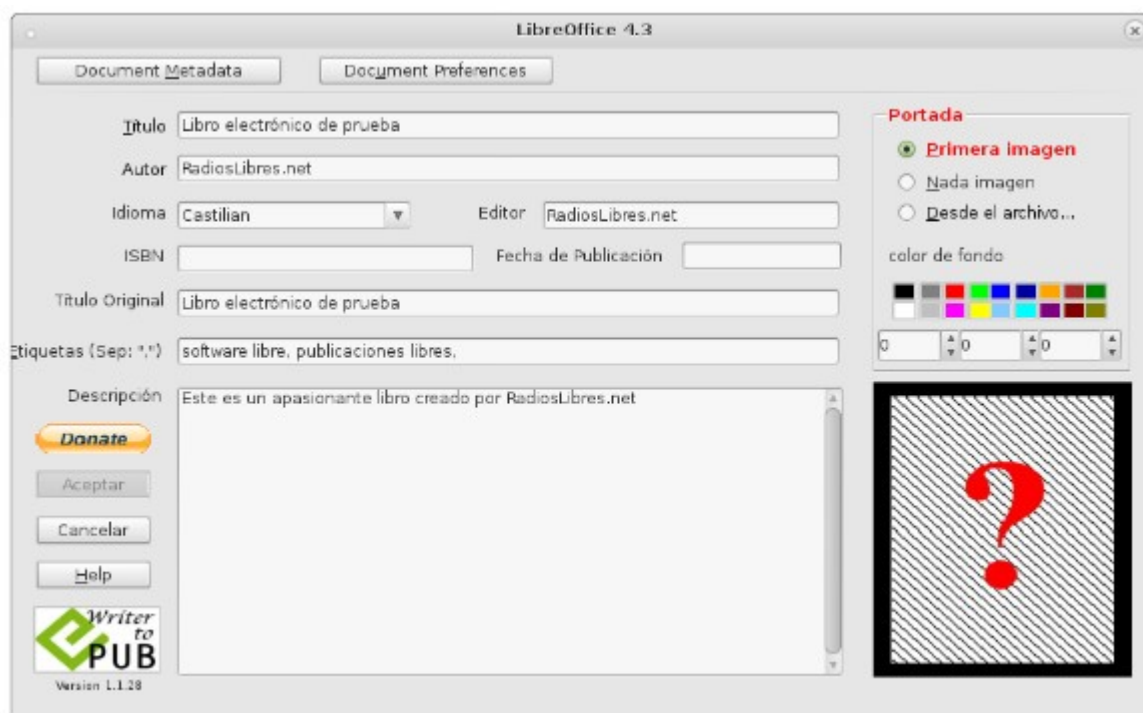 LibreOffice 4.3
Document Metadata Document Preferences
Título Libro electrónico de prueba
Autor RadiosLibres.net
Idioma Castilian Editor RadiosLibres.net
ISBN Fecha de Publicación
Título Original Libro electrónico de prueba
Etiquetas (Sep: ",") software libre, publicaciones libres,
Descripción Este es un apasionante libro creado por RadiosLibres.net
Donate
Aceptar
Cancelar
Help
Writer
to
PUB
Version 1.1.28
Portada
Primera imagen
Nada imagen
Desde el archivo...
color de fondo
0 0 0
?